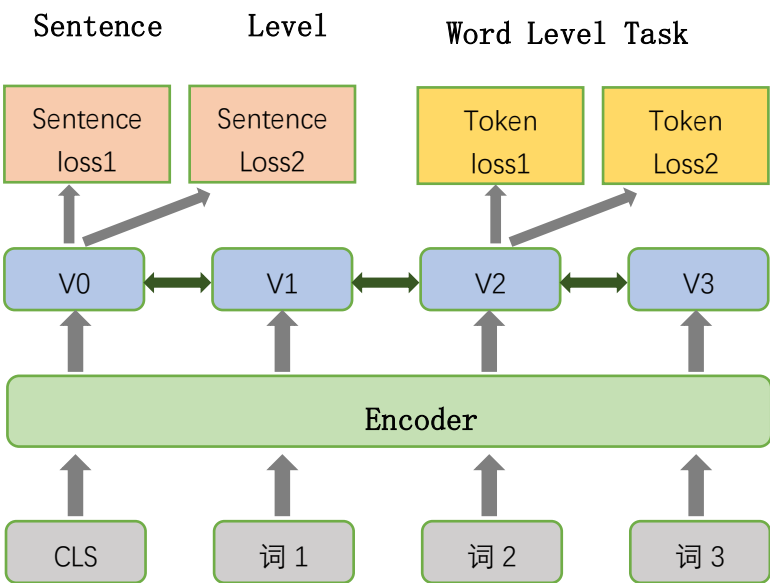 Sentence Level
Word Level Task
Sentence
loss1
Sentence
Loss2
Token
loss1
Token
Loss2
V0
V1
V2
V3
Encoder
CLS
词 1
词 2
词 3